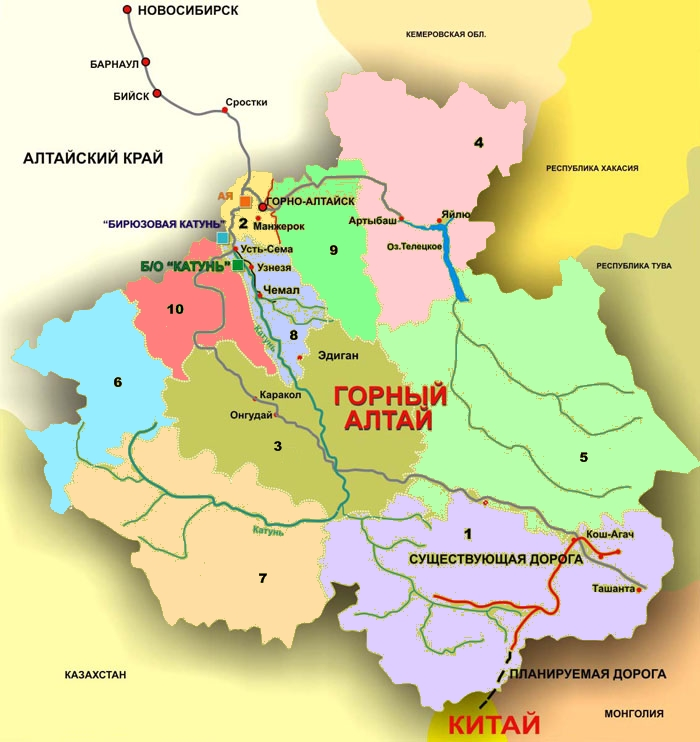 НОВОСИБИРСК
КЕМЕРОВСКАЯ ОБЛ.
БАРНАУЛ
БИЙСК
Сростки
4
АЛТАЙСКИЙ КРАЙ
РЕСПУБЛИКА ХАКАСИЯ
АЯ
ГОРНО-АЛТАЙСК
Артыбаш
Яйлю
"БИРЮЗОВАЯ КАТУНЬ"
2
Манжерок
Оз.Телецкое
9
Усть-Сема
Б/О "КАТУНЬ"
Узнезя
РЕСПУБЛИКА ТУВА
Чемал
10
Катунь
8
Эдиган
6
ГОРНЫЙ
АЛТАЙ
Каракол
Онгудай
3
5
Катунь
1
Кош-Агач
СУЩЕСТВУЮЩАЯ ДОРОГА
7
Ташанта
КАЗАХСТАН
ПЛАНИРУЕМАЯ ДОРОГА
КИТАЙ
МОНГОЛИЯ